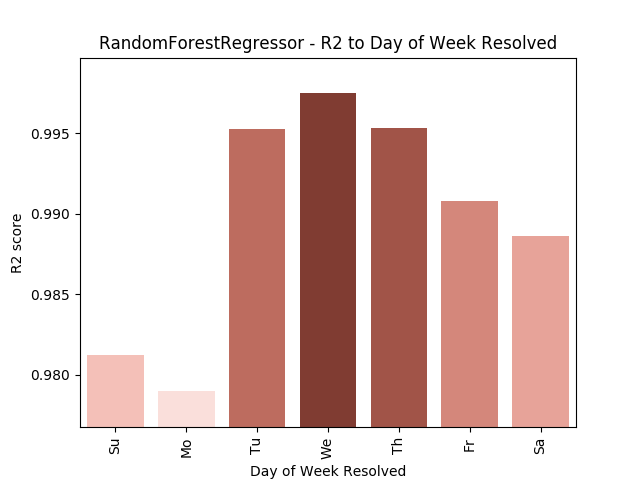 RandomForestRegressor - R2 to Day of Week Resolved
R2 score
0.995
0.990
0.985
0.980
Su
Mo
Tu
We
Th
Fr
Sa
Day of Week Resolved